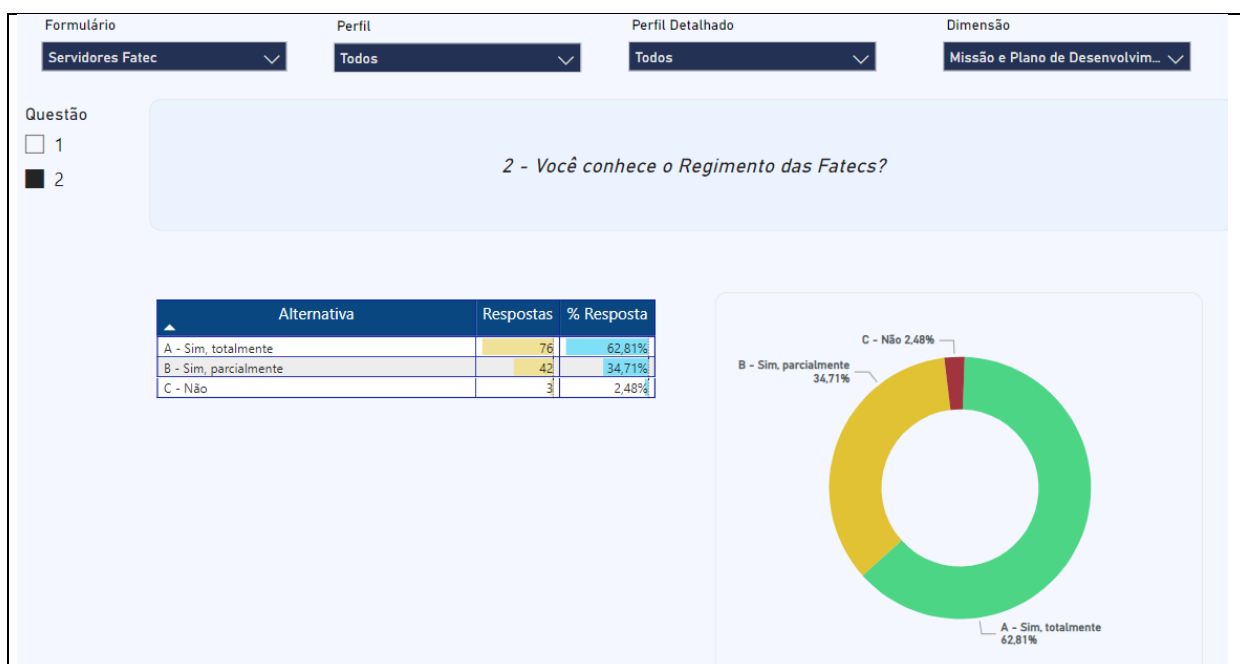 Formulário Perfil Perfil Detalhado Dimensão
Servidores Fatec Todos Todos Missão e Plano de Desenvolvim...
Questão
1
2
2 - Você conhece o Regimento das Fatecs?
Alternativa Respostas % Resposta
A - Sim, totalmente 76 62,81%
B - Sim, parcialmente 42 34,71%
C - Não 3 2,48%
C - Não 2,48%
B - Sim, parcialmente
34,71%
A - Sim, totalmente
62,81%